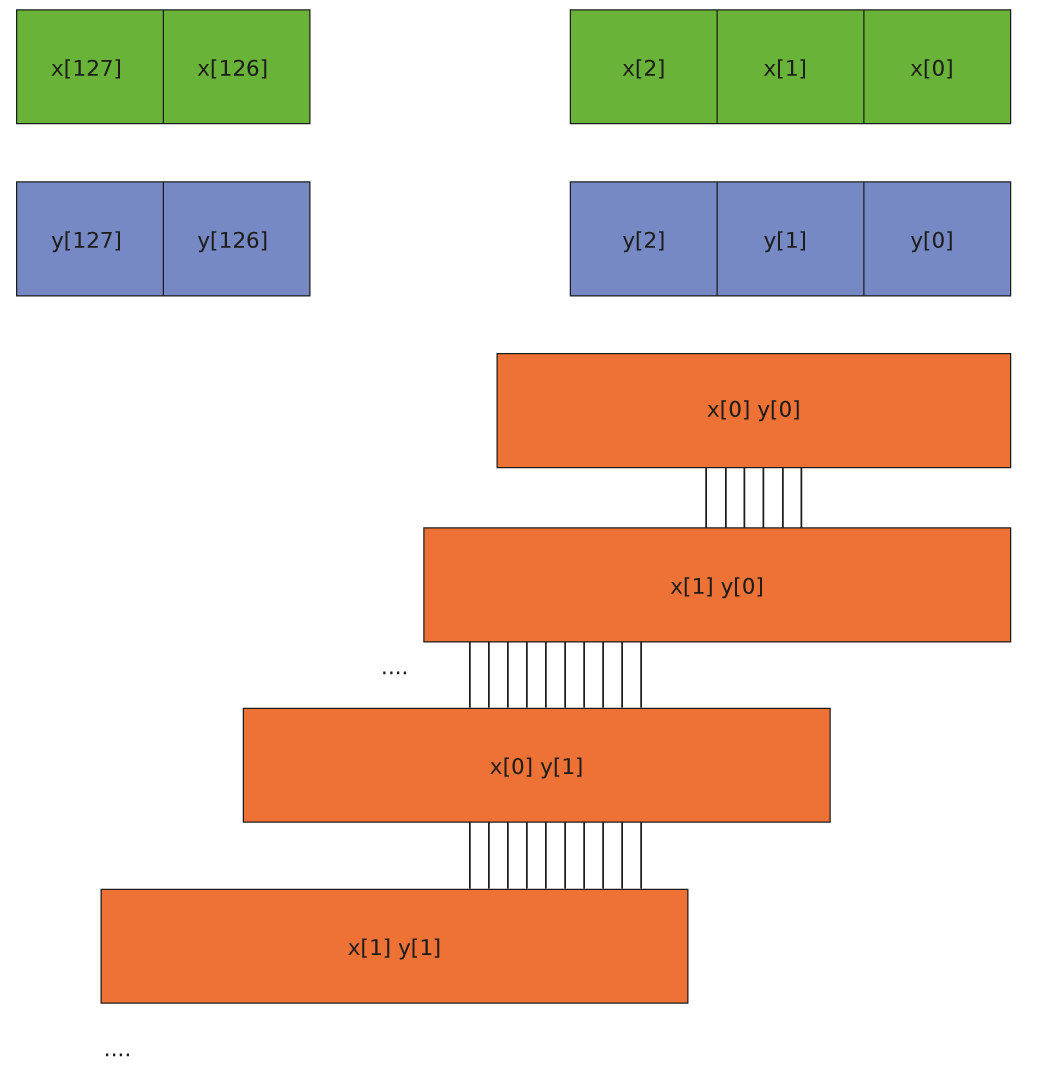 x[127] x[126] x[2] x[1] x[0]
y[127] y[126] y[2] y[1] y[0]
x[0] y[0]
x[1] y[0]
....
x[0] y[1]
x[1] y[1]
....